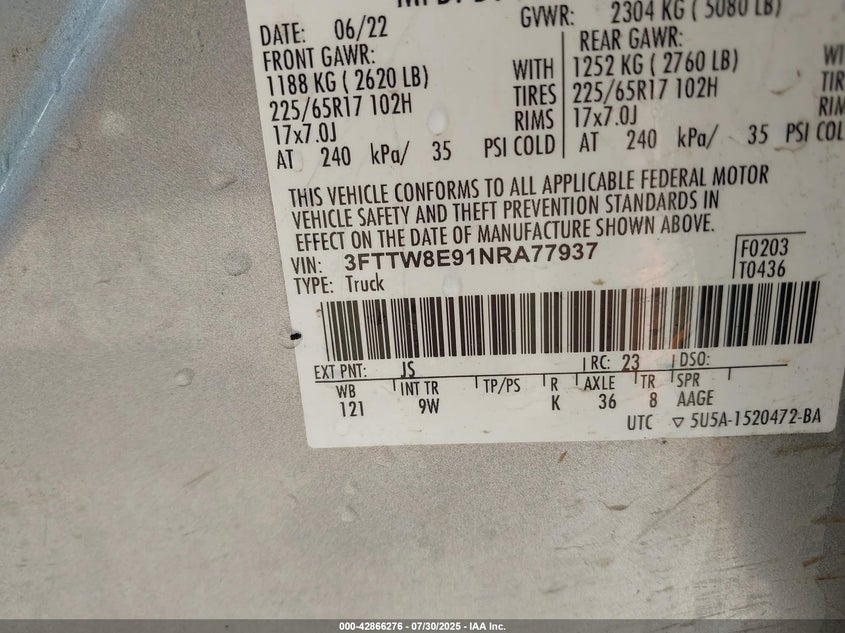 GVWR: 2304 KG ( 5080 LB)
DATE: 06/22
FRONT GAWR: REAR GAWR:
1188 KG ( 2620 LB) WITH 1252 KG ( 2760 LB)
225/65R17 102H TIRES 225/65R17 102H
17x7.0J RIMS 17x7.0J
AT 240 kPa/ 35 PSI COLD AT 240 kPa/ 35 PSI COL
THIS VEHICLE CONFORMS TO ALL APPLICABLE FEDERAL MOTOR
VEHICLE SAFETY AND THEFT PREVENTION STANDARDS IN
EFFECT ON THE DATE OF MANUFACTURE SHOWN ABOVE.
VIN: 3FTTW8E91NRA77937 F0203
TYPE: Truck T0436
EXT PNT: JS RC: 23 DSO:
WB INT TR TP/PS R AXLE TR SPR
121 9W K 36 8 AAGE
UTC ▽ 5U5A-1520472-BA
000-42866276 - 07/30/2025 - IAA Inc.